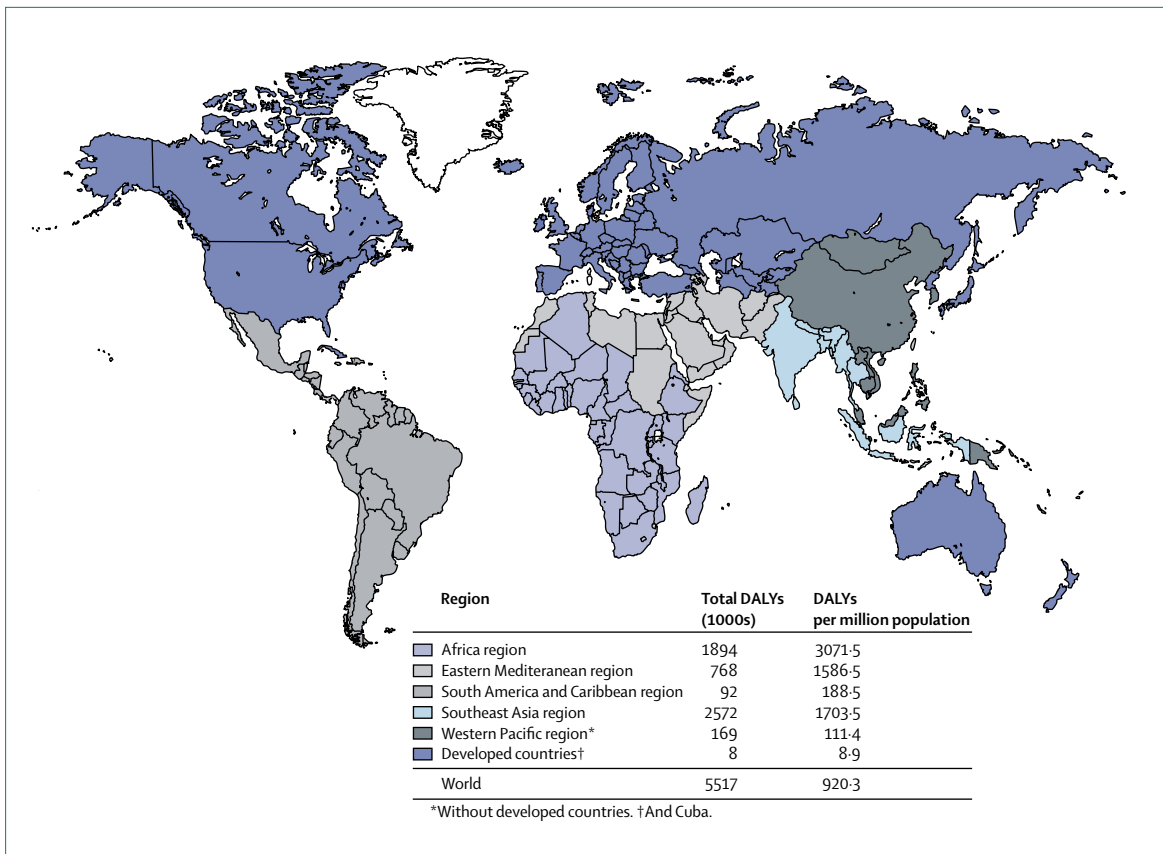 Region Total DALYs (1000s) DALYs per million population
Africa region 1894 3071·5
Eastern Mediteranean region 768 1586·5
South America and Caribbean region 92 188·5
Southeast Asia region 2572 1703·5
Western Pacific region* 169 111·4
Developed countries† 8 8·9
World 5517 920·3
*Without developed countries. †And Cuba.